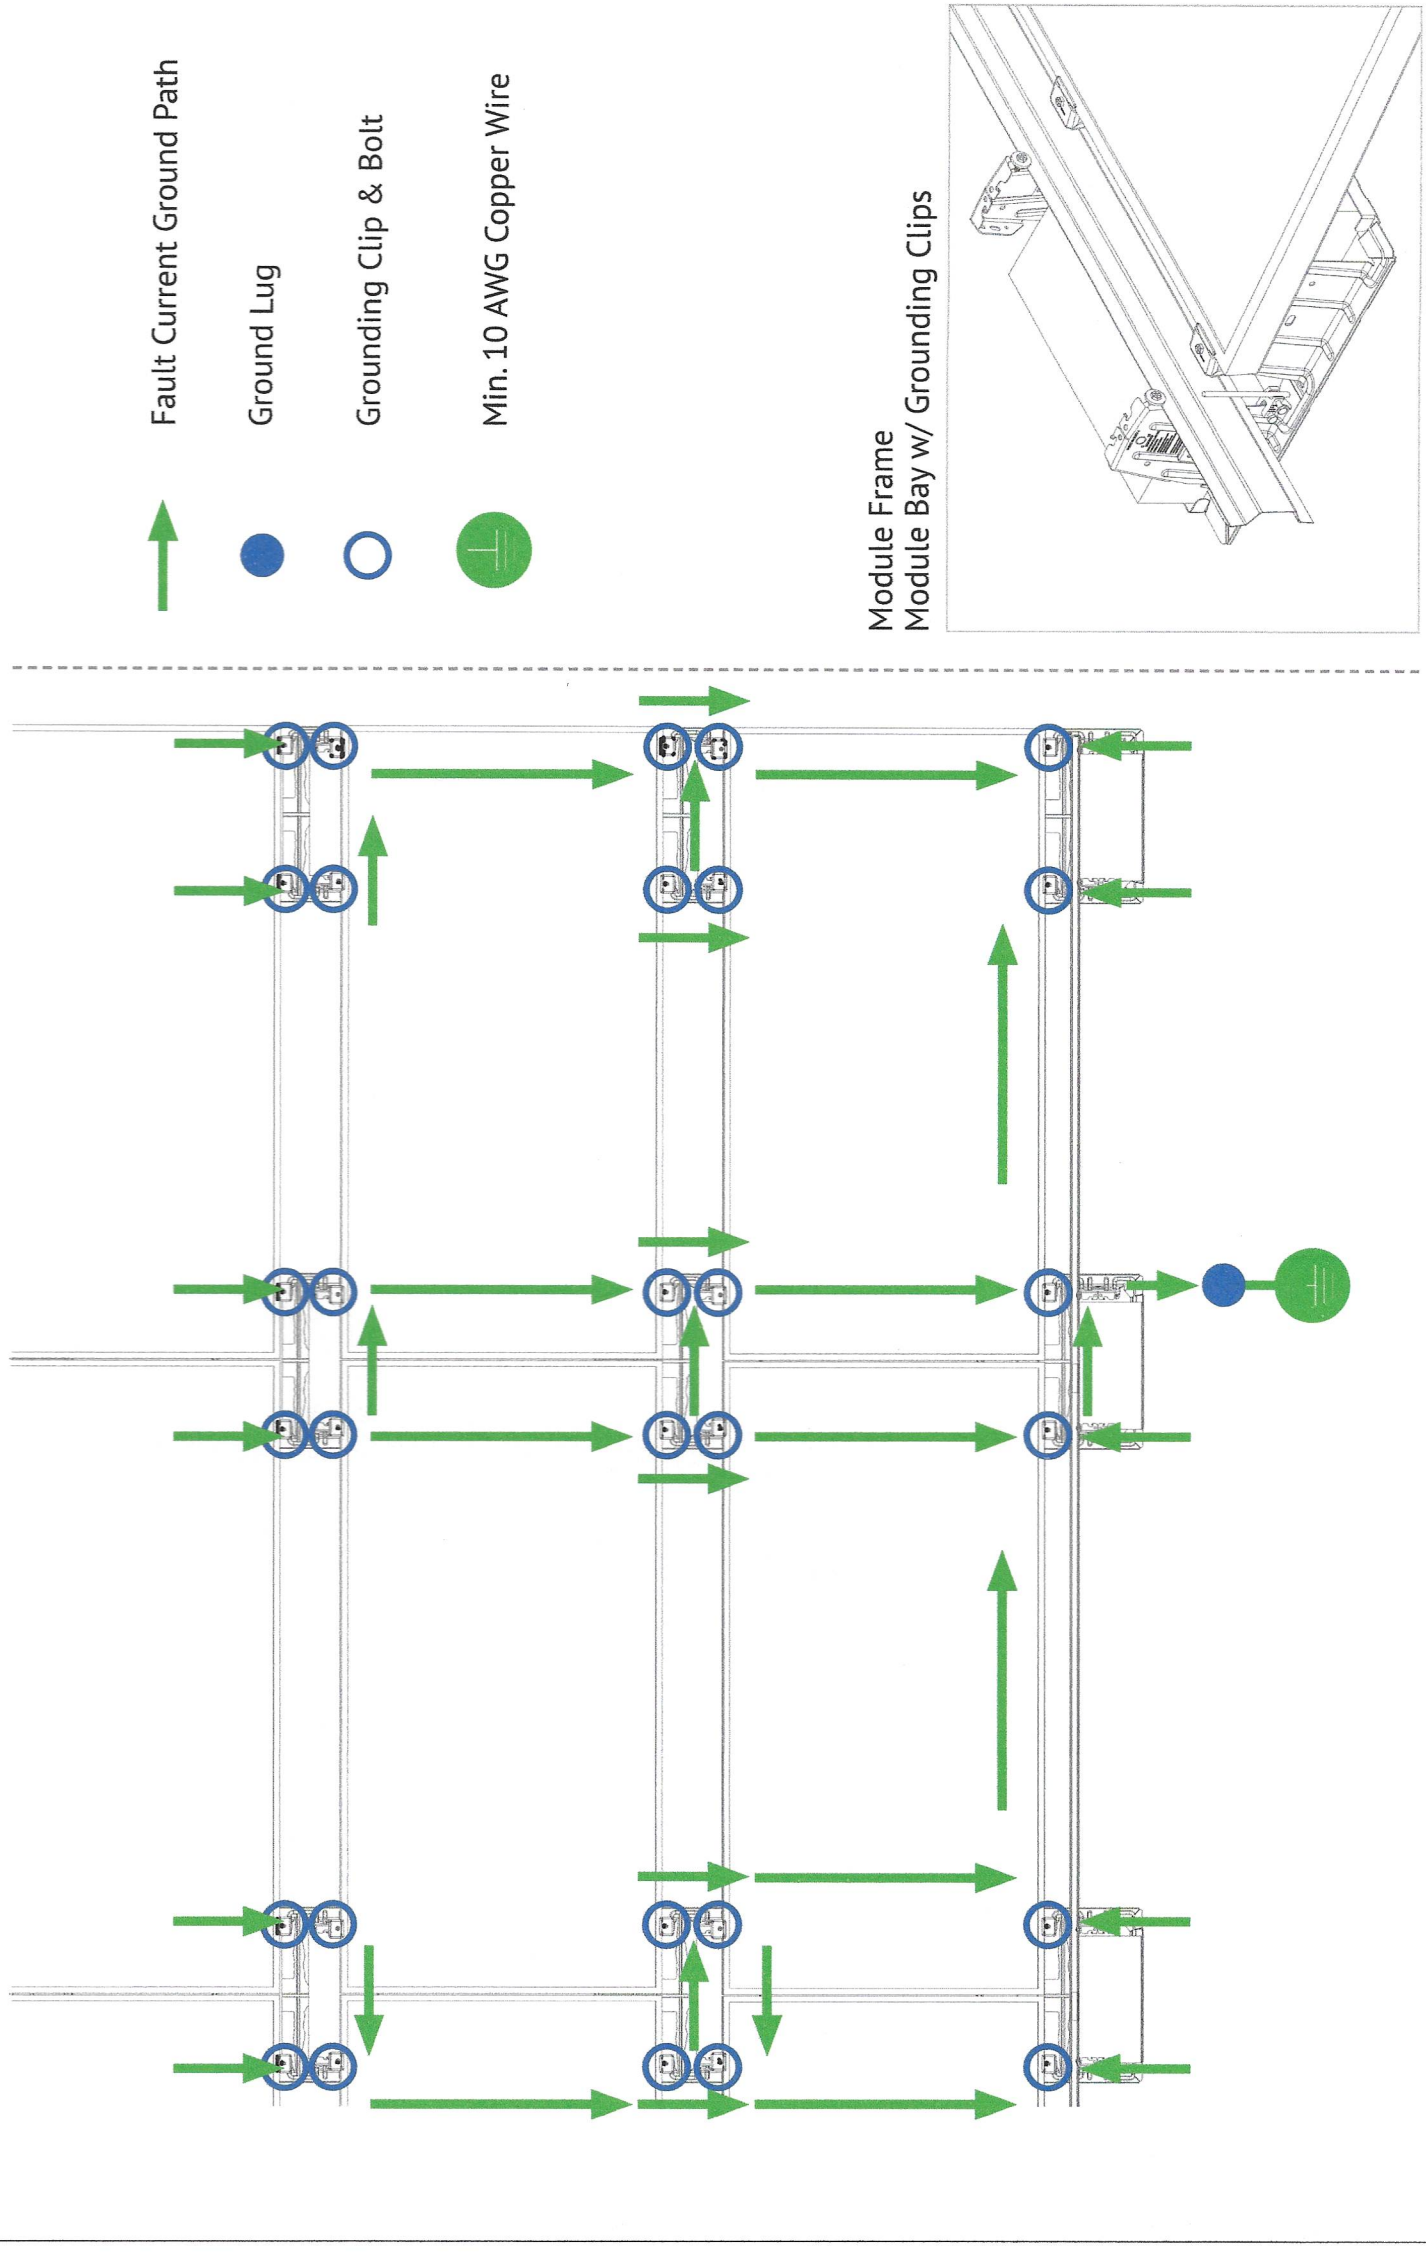 Fault Current Ground Path
Ground Lug
Grounding Clip & Bolt
Min. 10 AWG Copper Wire
Module Frame
Module Bay w/ Grounding Clips